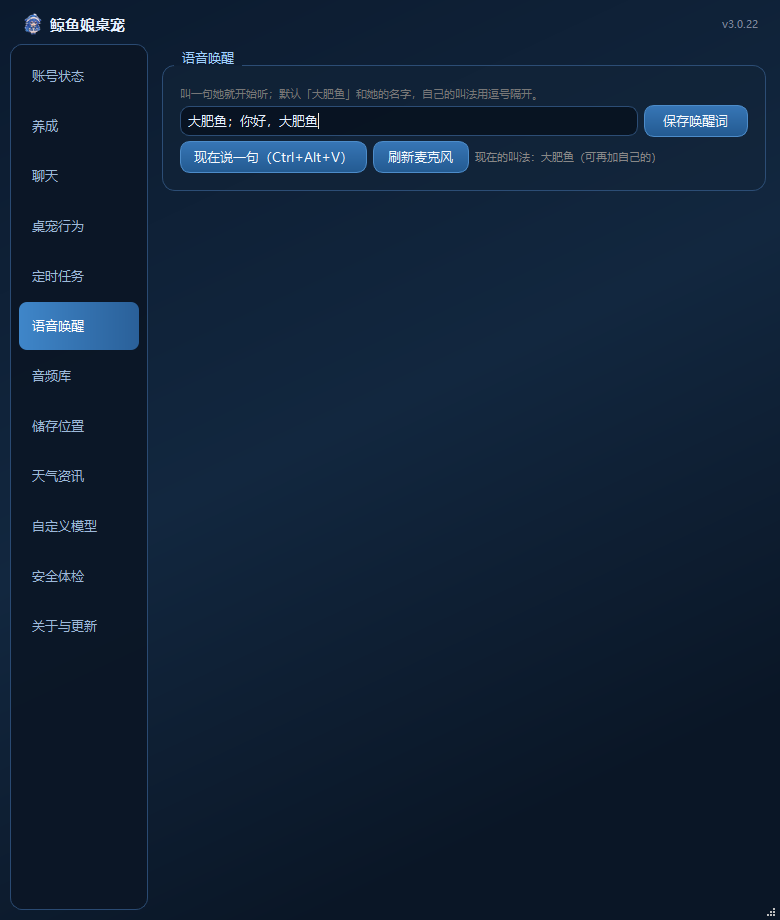 鲸鱼娘桌宠
v3.0.22
账号状态
养成
聊天
桌宠行为
定时任务
语音唤醒
音频库
储存位置
天气资讯
自定义模型
安全体检
关于与更新
语音唤醒
叫一句她就开始听；默认「大肥鱼」和她的名字，自己的叫法用逗号隔开。
大肥鱼；你好，大肥鱼
保存唤醒词
现在说一句（Ctrl+Alt+V）
刷新麦克风
现在的叫法：大肥鱼（可再加自己的）